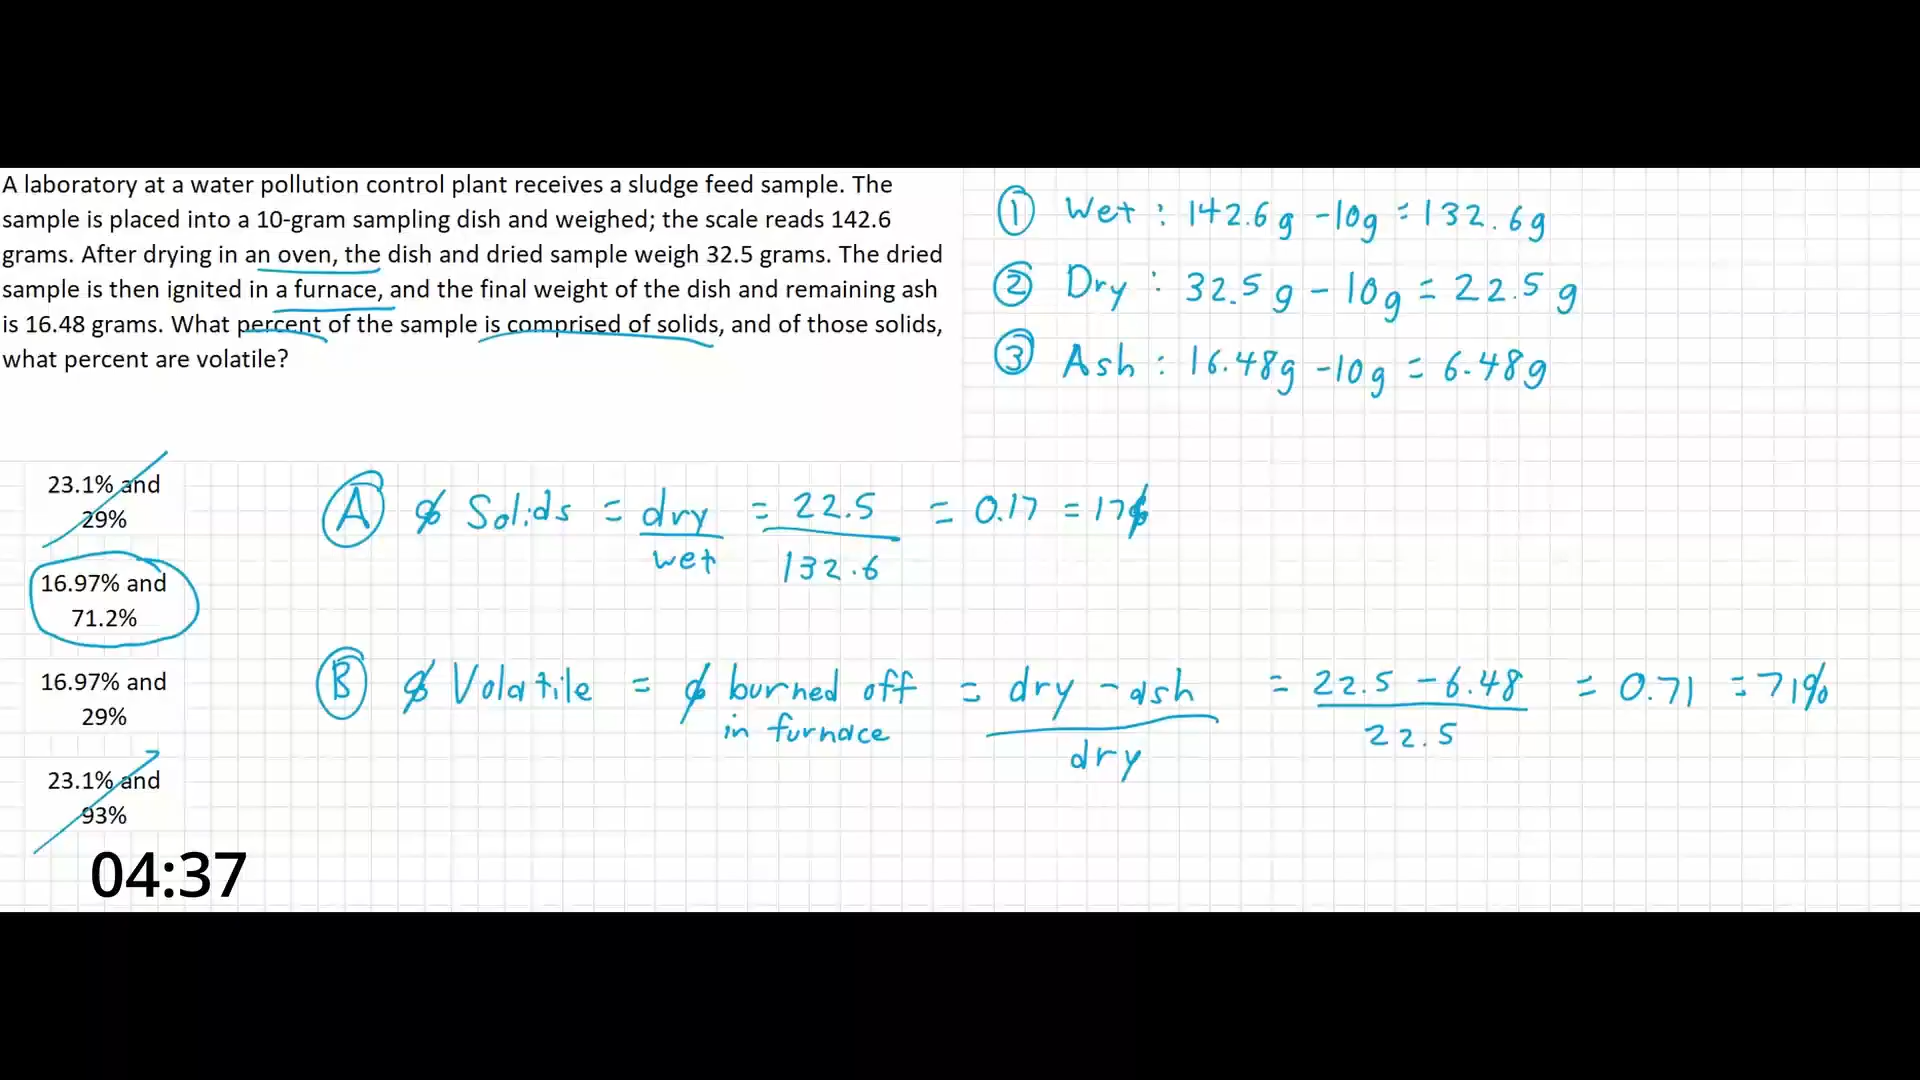 A laboratory at a water pollution control plant receives a sludge feed sample. The
sample is placed into a 10-gram sampling dish and weighed; the scale reads 142.6
grams. After drying in an oven, the dish and dried sample weigh 32.5 grams. The dried
sample is then ignited in a furnace, and the final weight of the dish and remaining ash
is 16.48 grams. What percent of the sample is comprised of solids, and of those solids,
what percent are volatile?
① Wet : 142.6g -10g = 132.6g
② Dry : 32.5g - 10g = 22.5g
③ Ash : 16.48g -10g = 6.48g
23.1% and
29%
16.97% and
71.2%
16.97% and
29%
23.1% and
93%
Ⓐ % Solids = dry = 22.5 = 0.17 = 17%
wet 132.6
Ⓑ % Volatile = % burned off = dry - ash = 22.5 - 6.48 = 0.71 = 71%
in furnace dry 22.5
04:37